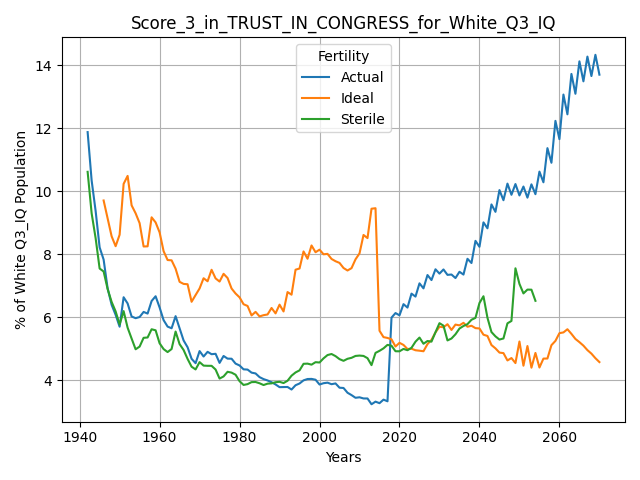 Score_3_in_TRUST_IN_CONGRESS_for_White_Q3_IQ
Fertility
Actual
Ideal
Sterile
% of White Q3_IQ Population
14
12
10
8
6
4
1940 1960 1980 2000 2020 2040 2060
Years